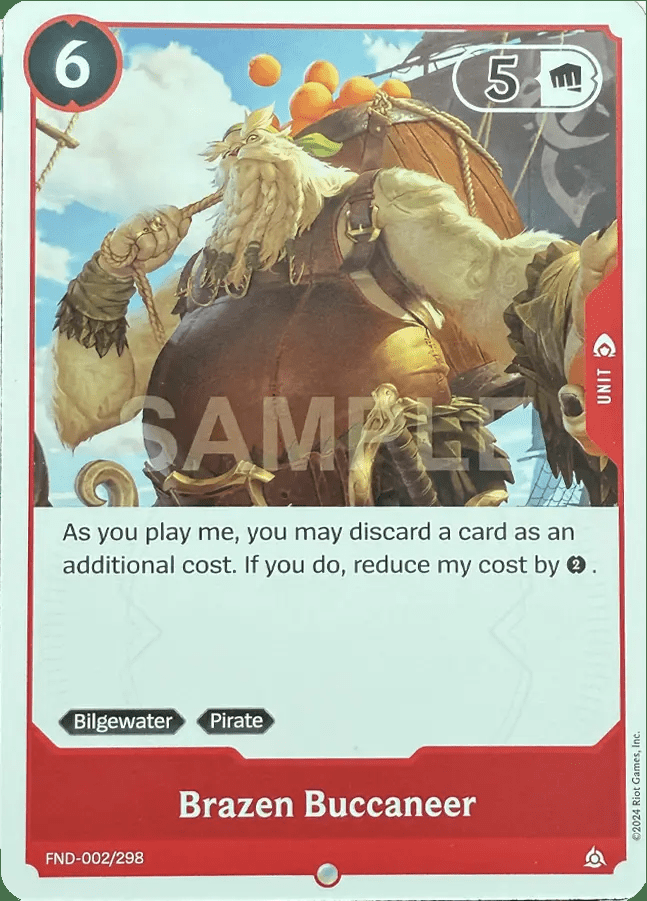 6
5
UNIT
SAMPLE
As you play me, you may discard a card as an
additional cost. If you do, reduce my cost by 2 .
Bilgewater Pirate
Brazen Buccaneer
©2024 Riot Games, Inc.
FND-002/298